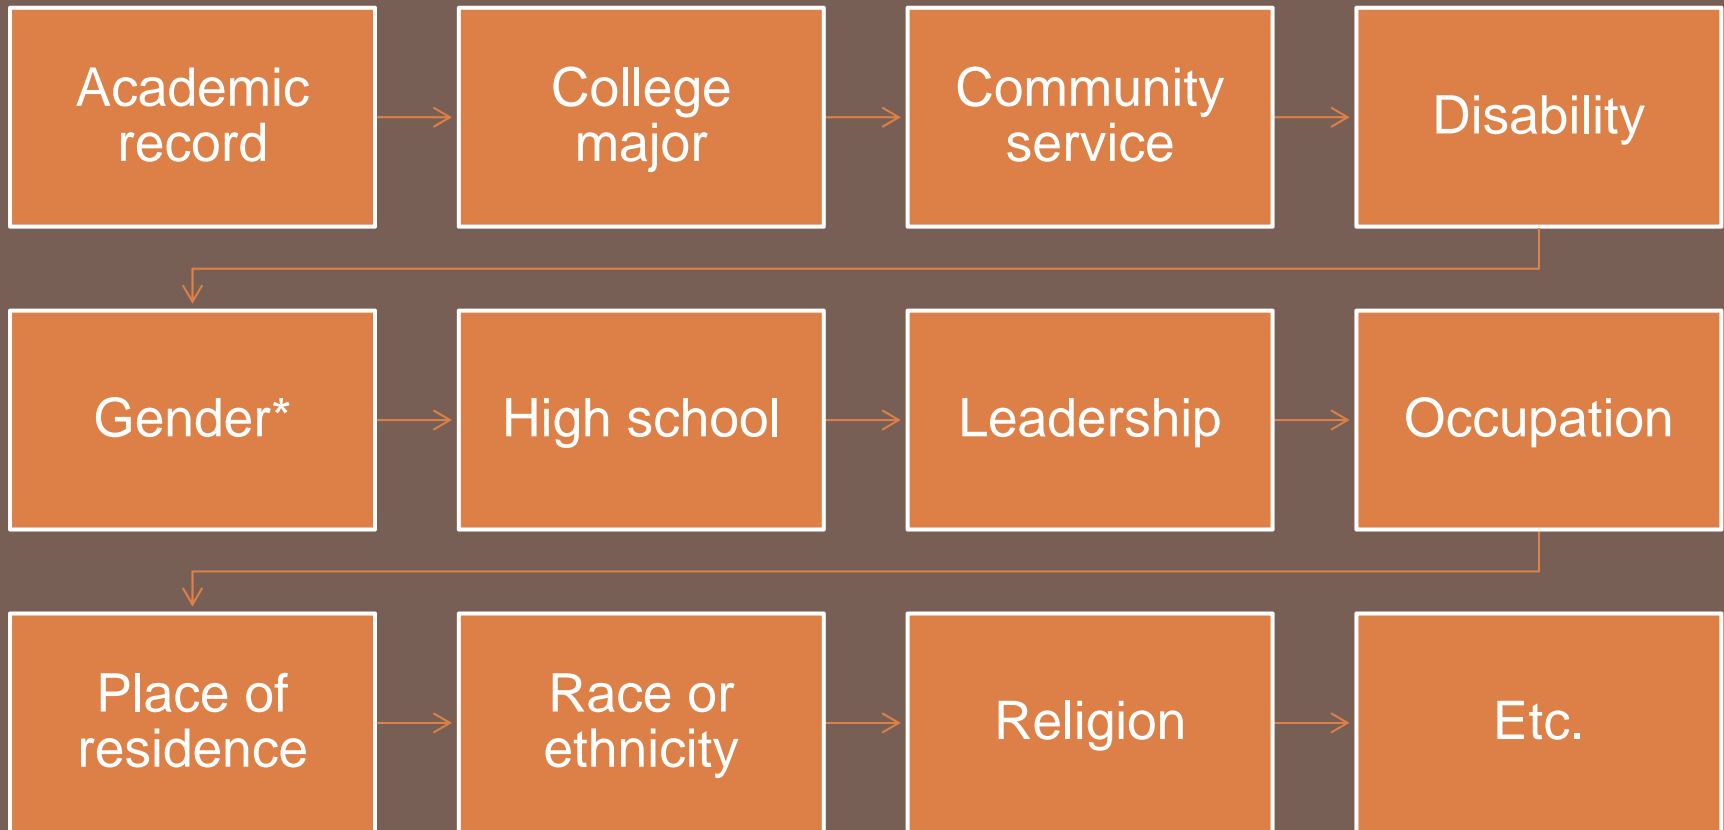 Academic
record
College
major
Community
service
Disability
Gender*
High school
Leadership
Occupation
Place of
residence
Race or
ethnicity
Religion
Etc.